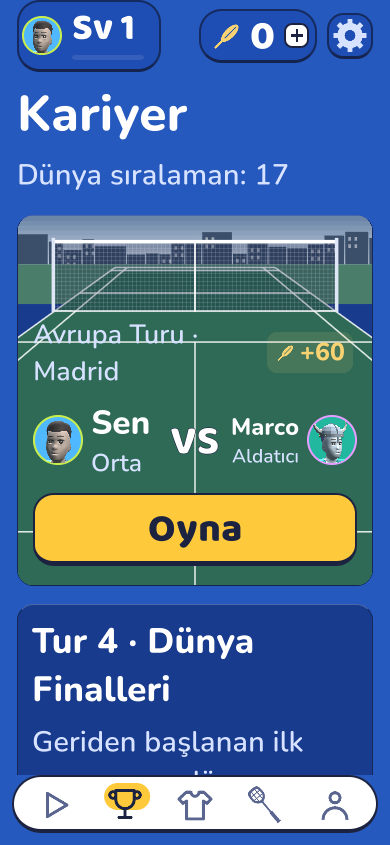 Sv 1
0
Kariyer
Dünya sıralaman: 17
Avrupa Turu ·
Madrid
+60
Sen
Orta
VS
Marco
Aldatıcı
Oyna
Tur 4 · Dünya
Finalleri
Geriden başlanan ilk